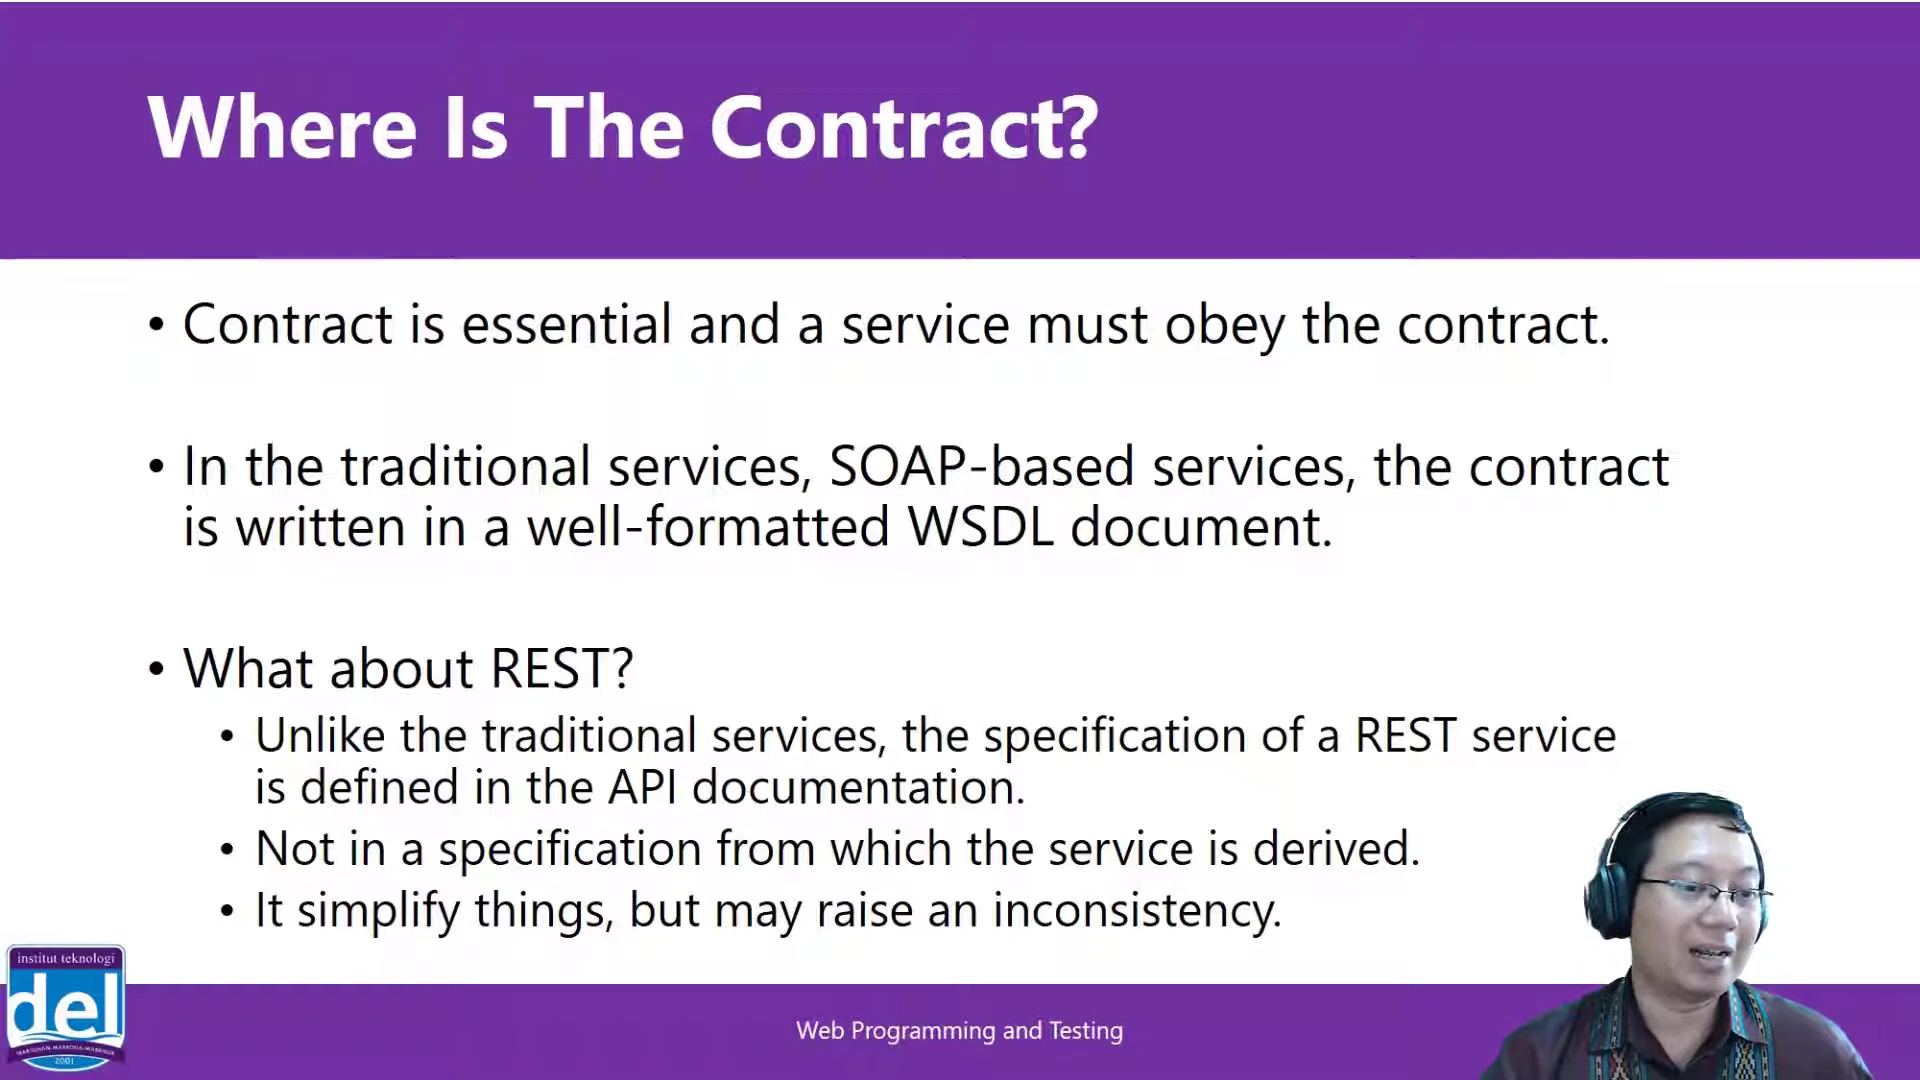 Where Is The Contract?
• Contract is essential and a service must obey the contract.
• In the traditional services, SOAP-based services, the contract
is written in a well-formatted WSDL document.
• What about REST?
• Unlike the traditional services, the specification of a REST service
is defined in the API documentation.
• Not in a specification from which the service is derived.
• It simplify things, but may raise an inconsistency.
institut teknologi
del
2001
Web Programming and Testing